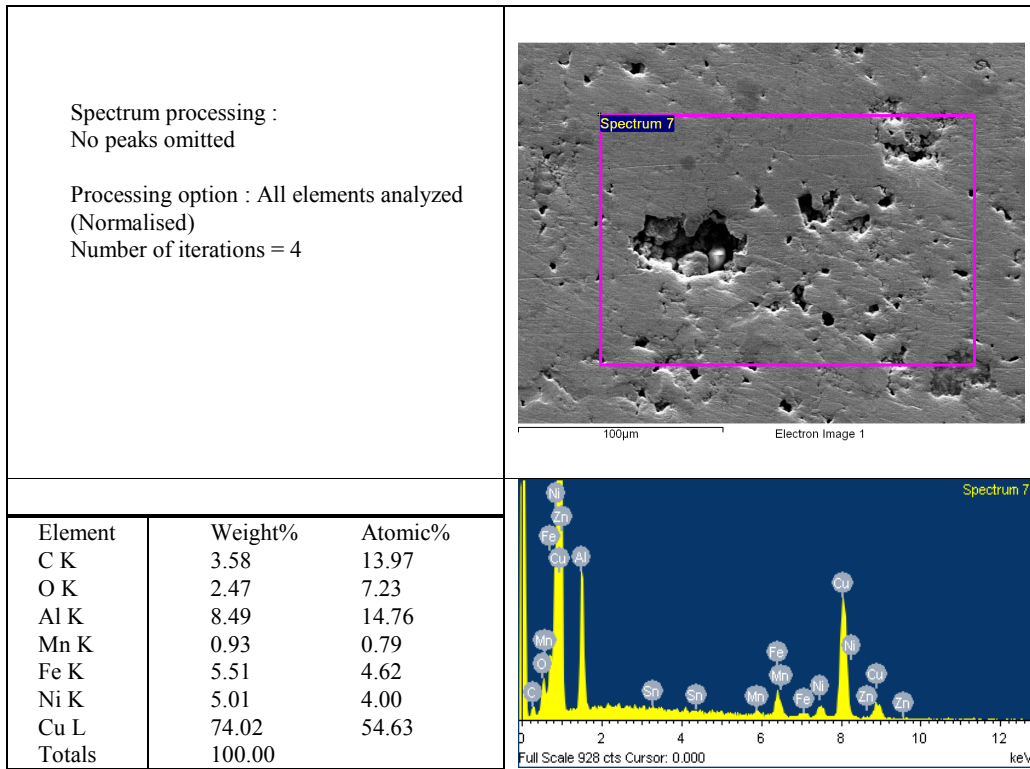 Spectrum processing :
No peaks omitted
Processing option : All elements analyzed
(Normalised)
Number of iterations = 4
Spectrum 7
100µm
Electron Image 1
Element Weight% Atomic%
C K 3.58 13.97
O K 2.47 7.23
Al K 8.49 14.76
Mn K 0.93 0.79
Fe K 5.51 4.62
Ni K 5.01 4.00
Cu L 74.02 54.63
Totals 100.00
Spectrum 7
Ni
Zn
Fe
Cu
Al
Mn
O
C
Sn
Sn
Mn
Fe
Mn
Fe
Ni
Cu
Ni
Zn
Cu
Zn
0 2 4 6 8 10 12
Full Scale 928 cts Cursor: 0.000 keV